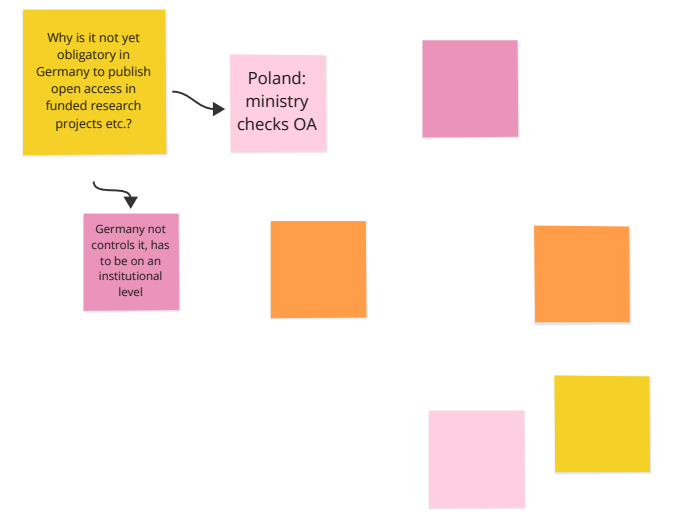 Why is it not yet
obligatory in
Germany to publish
open access in
funded research
projects etc.?
Poland:
ministry
checks OA
Germany not
controls it, has
to be on an
institutional
level